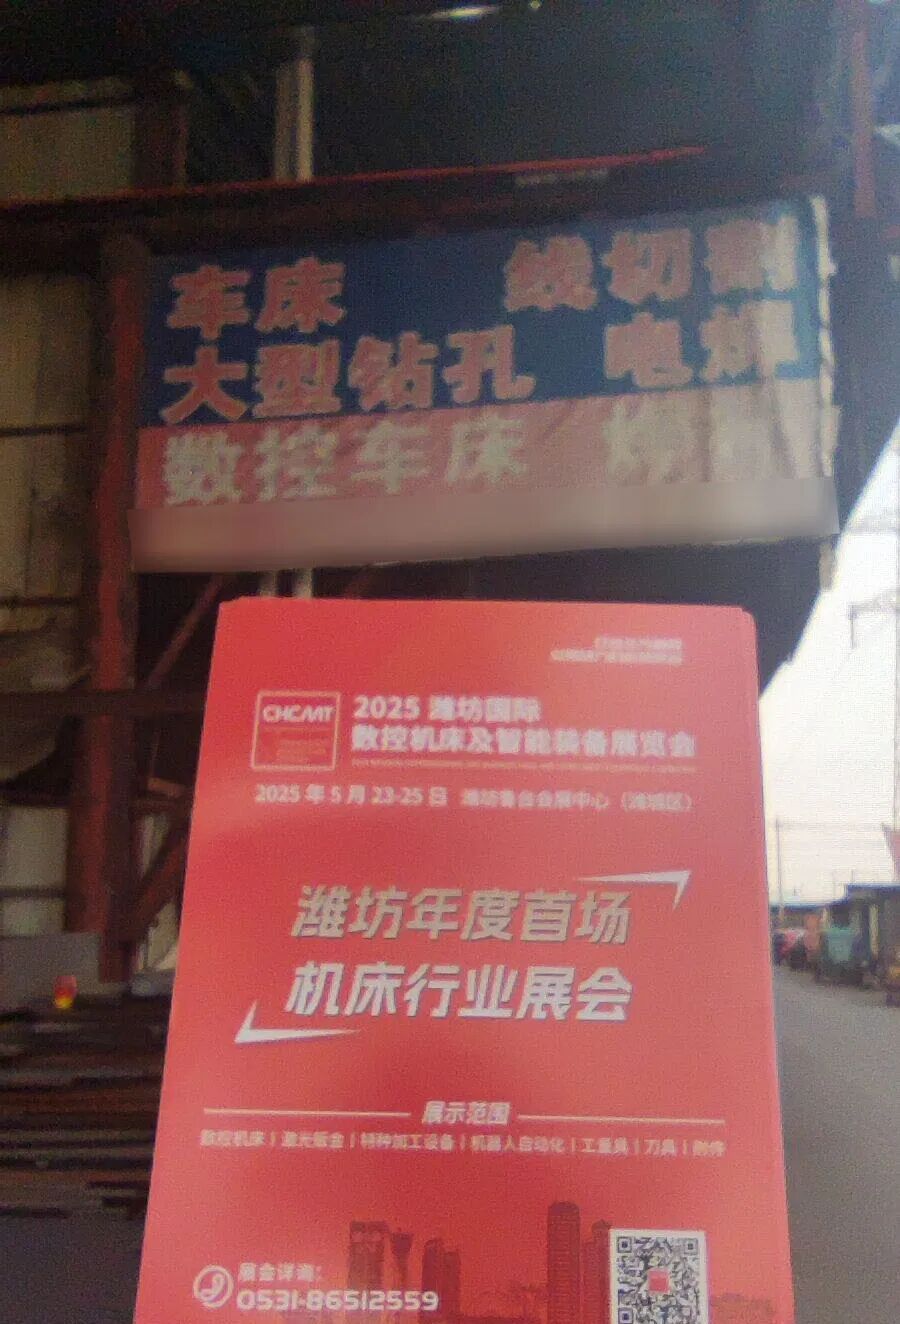 车床 线切割
大型钻孔 电焊
数控车床
CHCMT
2025 潍坊国际
数控机床及智能装备展览会
2025 年 5 月 23-25 日 潍坊鲁台会展中心（潍城区）
潍坊年度首场
机床行业展会
展示范围
数控机床 | 激光钣金 | 特种加工设备 | 机器人自动化 | 工量具 | 刀具 | 附件
展会详询：
0531-86512559